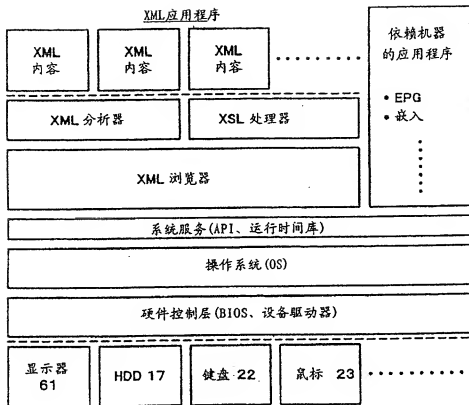 XML应用程序
XML
内容
XML
内容
XML
内容
依赖机器
的应用程序
• EPG
• 嵌入
XML 分析器
XSL 处理器
XML 浏览器
系统服务(API、运行时间库)
操作系统(OS)
硬件控制层(BIOS、设备驱动器)
显示器
61
HDD 17
键盘 22
鼠标 23